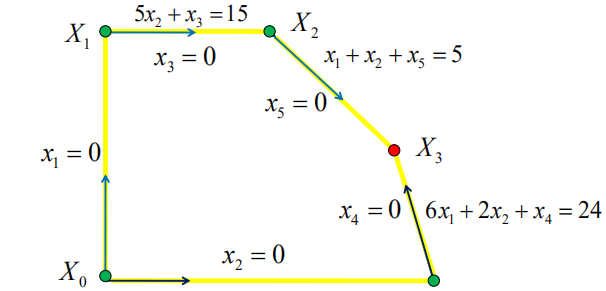 5x₂ + x₃ = 15
X₁
X₂
x₃ = 0
x₁ + x₂ + x₅ = 5
x₅ = 0
x₁ = 0
X₃
x₄ = 0
6x₁ + 2x₂ + x₄ = 24
x₂ = 0
X₀